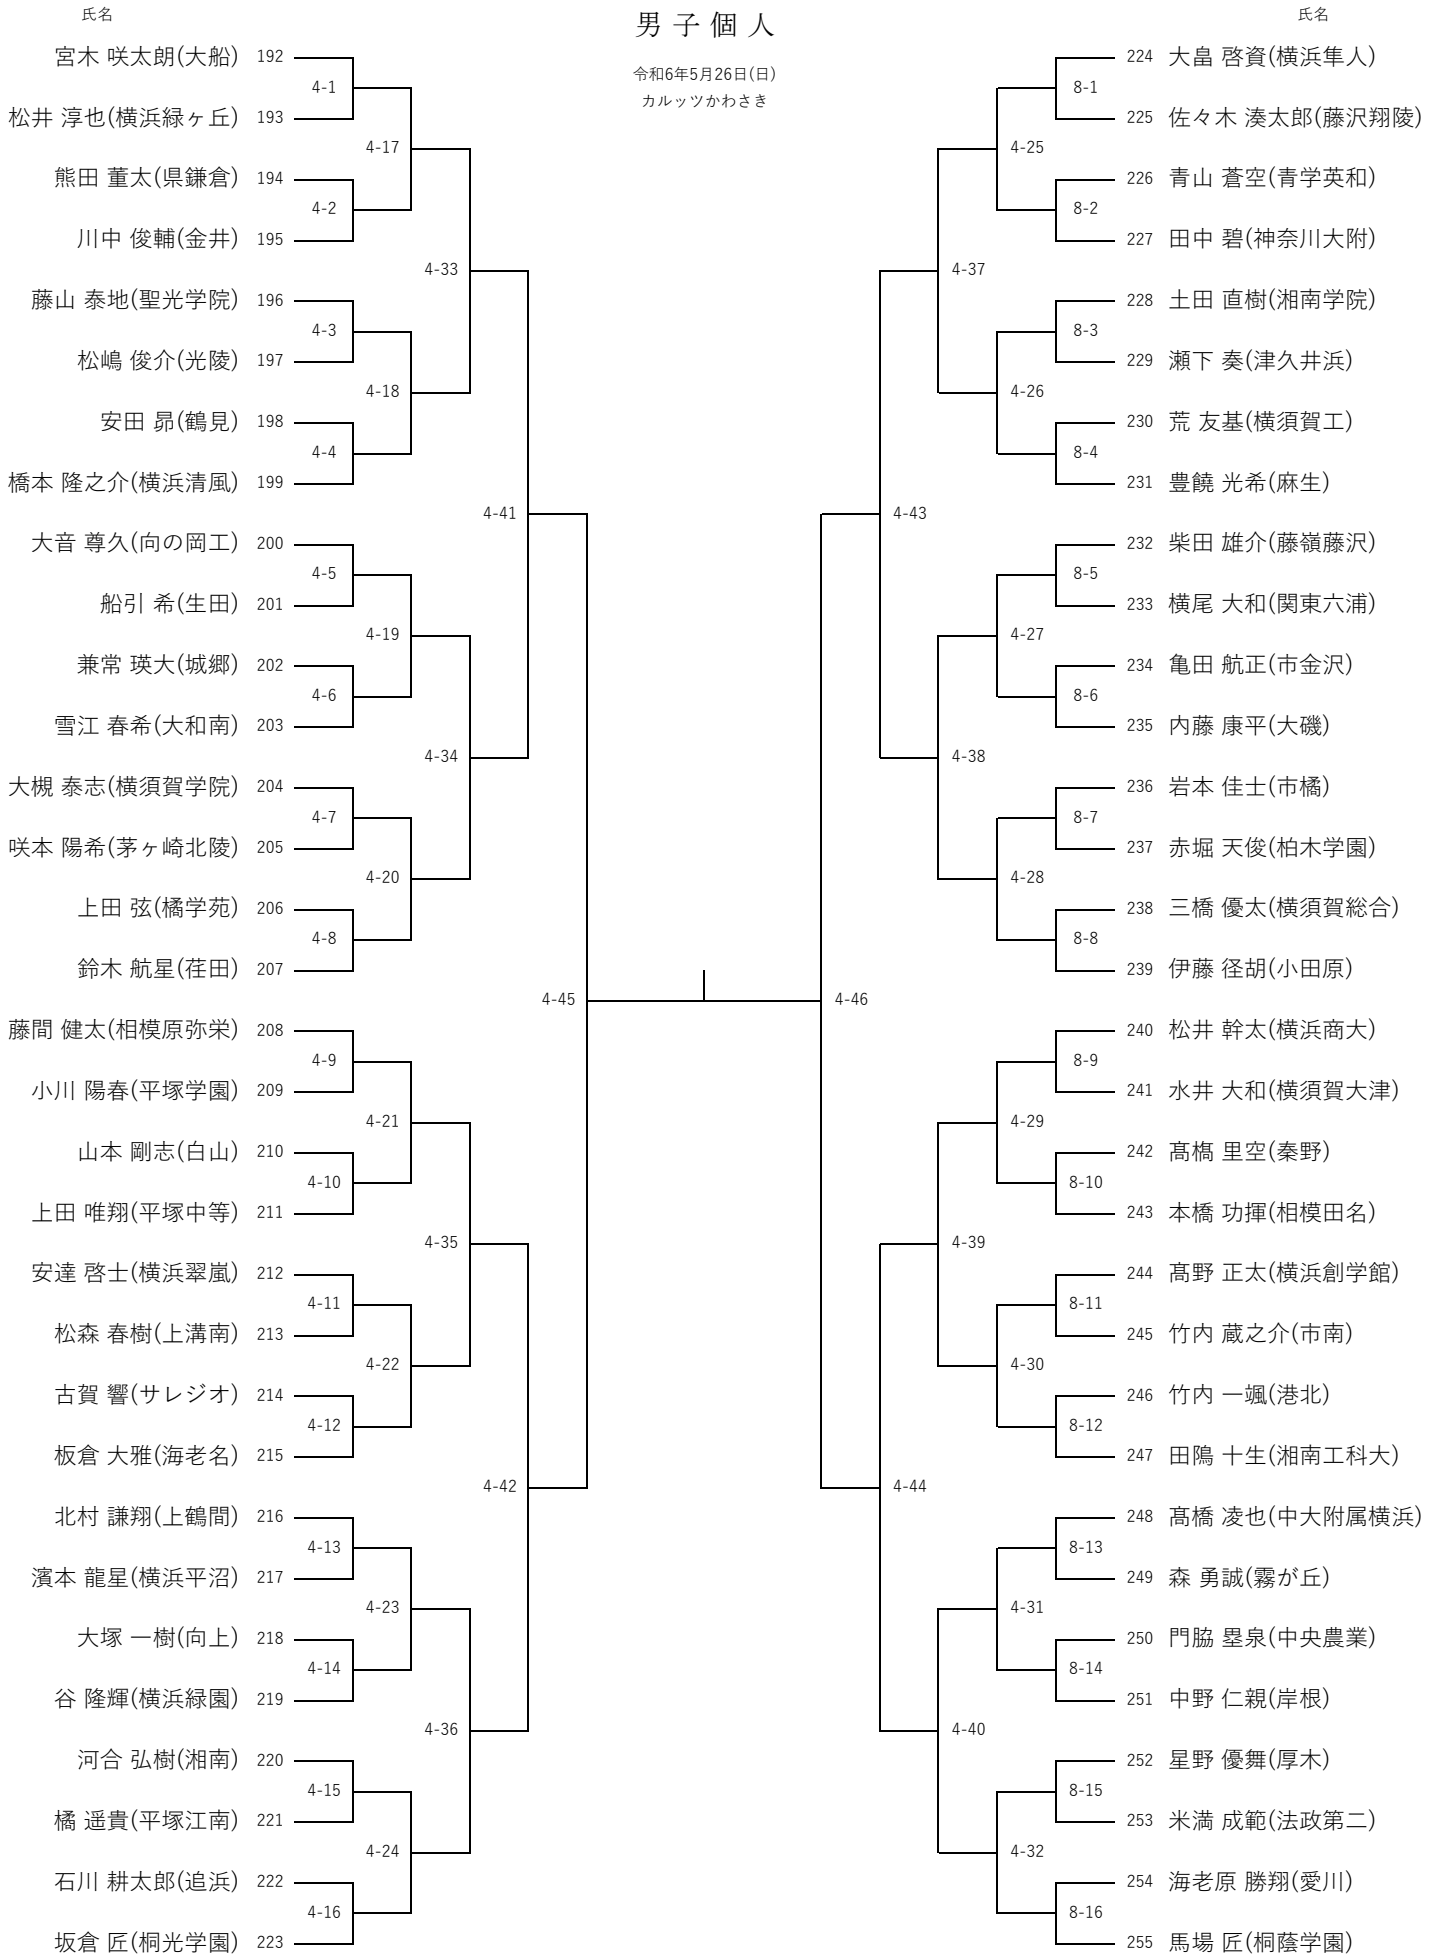 男子個人
令和6年5月26日(日)
カルッツかわさき
氏名
宮木 咲太朗(大船) 192
4-1
松井 淳也(横浜緑ヶ丘) 193
4-17
熊田 菫太(県鎌倉) 194
4-2
川中 俊輔(金井) 195
4-33
藤山 泰地(聖光学院) 196
4-3
松嶋 俊介(光陵) 197
4-18
安田 昴(鶴見) 198
4-4
橋本 隆之介(横浜清風) 199
4-41
大音 尊久(向の岡工) 200
4-5
船引 希(生田) 201
4-19
兼常 瑛大(城郷) 202
4-6
雪江 春希(大和南) 203
4-34
大槻 泰志(横須賀学院) 204
4-7
咲本 陽希(茅ヶ崎北陵) 205
4-20
上田 弦(橘学苑) 206
4-8
鈴木 航星(荏田) 207
4-45
藤間 健太(相模原弥栄) 208
4-9
小川 陽春(平塚学園) 209
4-21
山本 剛志(白山) 210
4-10
上田 唯翔(平塚中等) 211
4-35
安達 啓士(横浜翠嵐) 212
4-11
松森 春樹(上溝南) 213
4-22
古賀 響(サレジオ) 214
4-12
板倉 大雅(海老名) 215
4-42
北村 謙翔(上鶴間) 216
4-13
濱本 龍星(横浜平沼) 217
4-23
大塚 一樹(向上) 218
4-14
谷 隆輝(横浜緑園) 219
4-36
河合 弘樹(湘南) 220
4-15
橘 遥貴(平塚江南) 221
4-24
石川 耕太郎(追浜) 222
4-16
坂倉 匠(桐光学園) 223
氏名
224 大畠 啓資(横浜隼人)
8-1
225 佐々木 湊太郎(藤沢翔陵)
4-25
226 青山 蒼空(青学英和)
8-2
227 田中 碧(神奈川大附)
4-37
228 土田 直樹(湘南学院)
8-3
229 瀬下 奏(津久井浜)
4-26
230 荒 友基(横須賀工)
8-4
231 豊饒 光希(麻生)
4-43
232 柴田 雄介(藤嶺藤沢)
8-5
233 横尾 大和(関東六浦)
4-27
234 亀田 航正(市金沢)
8-6
235 内藤 康平(大磯)
4-38
236 岩本 佳士(市橘)
8-7
237 赤堀 天俊(柏木学園)
4-28
238 三橋 優太(横須賀総合)
8-8
239 伊藤 径胡(小田原)
4-46
240 松井 幹太(横浜商大)
8-9
241 水井 大和(横須賀大津)
4-29
242 髙橋 里空(秦野)
8-10
243 本橋 功揮(相模田名)
4-39
244 髙野 正太(横浜創学館)
8-11
245 竹内 蔵之介(市南)
4-30
246 竹内 一颯(港北)
8-12
247 田隝 十生(湘南工科大)
4-44
248 髙橋 凌也(中大附属横浜)
8-13
249 森 勇誠(霧が丘)
4-31
250 門脇 塁泉(中央農業)
8-14
251 中野 仁親(岸根)
4-40
252 星野 優舞(厚木)
8-15
253 米満 成範(法政第二)
4-32
254 海老原 勝翔(愛川)
8-16
255 馬場 匠(桐蔭学園)